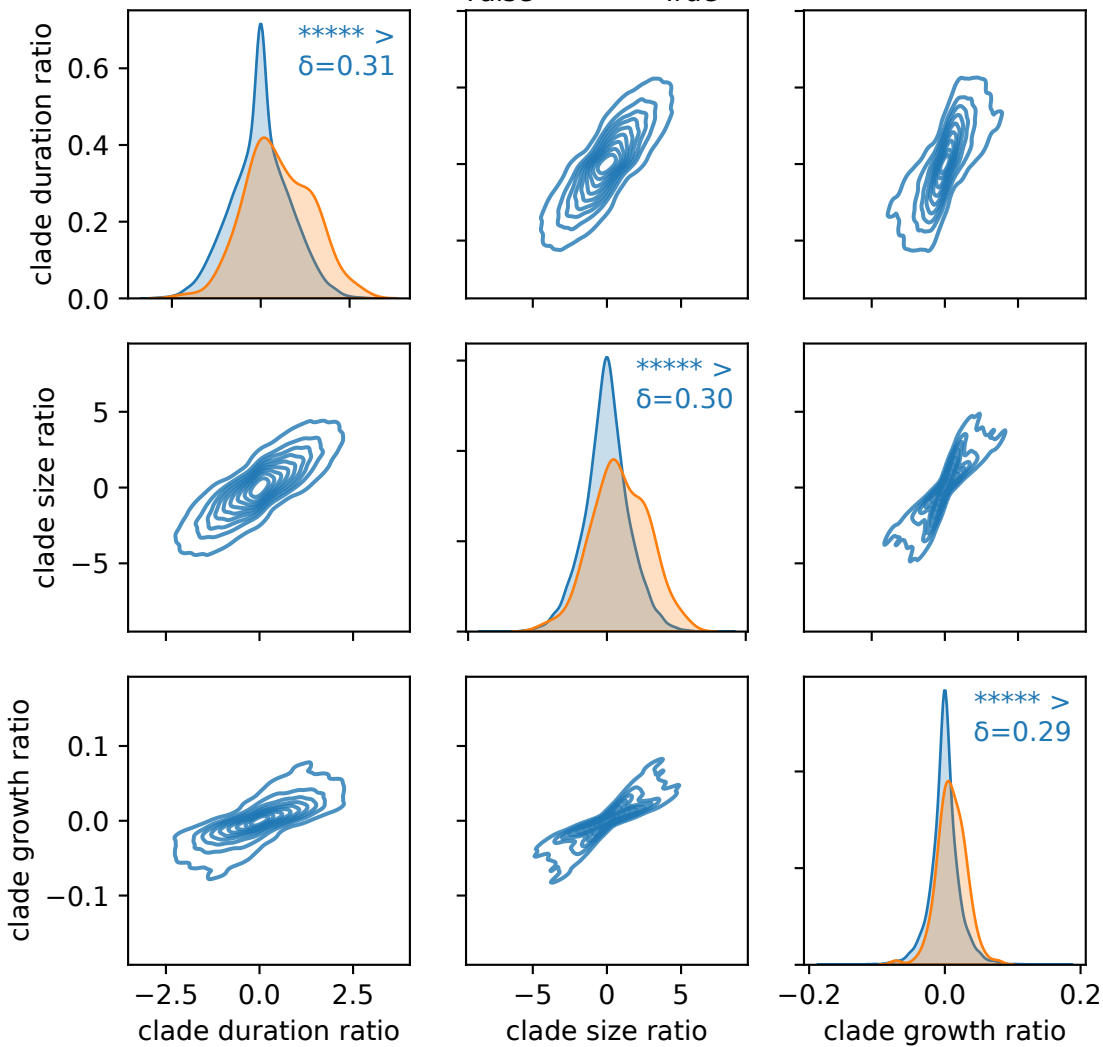 ***** >
δ=0.31
clade duration ratio
0.6
0.4
0.2
0.0
clade size ratio
5
0
−5
***** >
δ=0.30
clade growth ratio
0.1
0.0
−0.1
***** >
δ=0.29
−2.5 0.0 2.5
−5 0 5
−0.2 0.0 0.2
clade duration ratio
clade size ratio
clade growth ratio